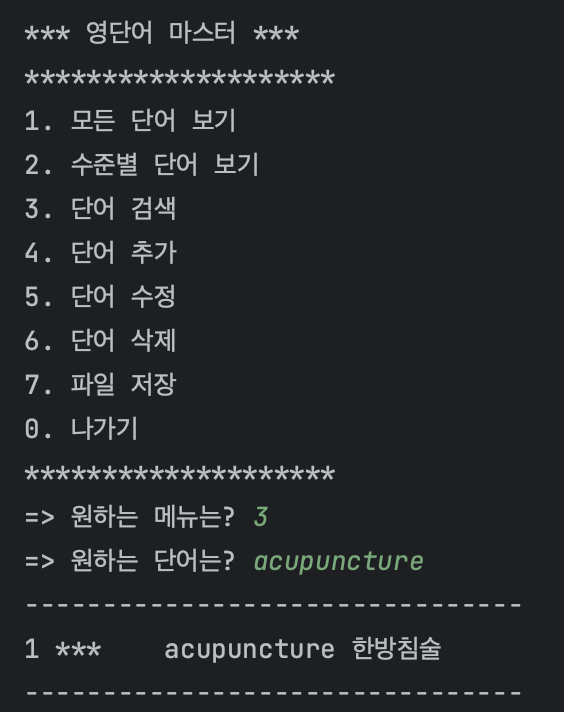 *** 영단어 마스터 ***
********************
1. 모든 단어 보기
2. 수준별 단어 보기
3. 단어 검색
4. 단어 추가
5. 단어 수정
6. 단어 삭제
7. 파일 저장
0. 나가기
********************
=> 원하는 메뉴는? 3
=> 원하는 단어는? acupuncture
--------------------------------
1 ***    acupuncture 한방침술
--------------------------------